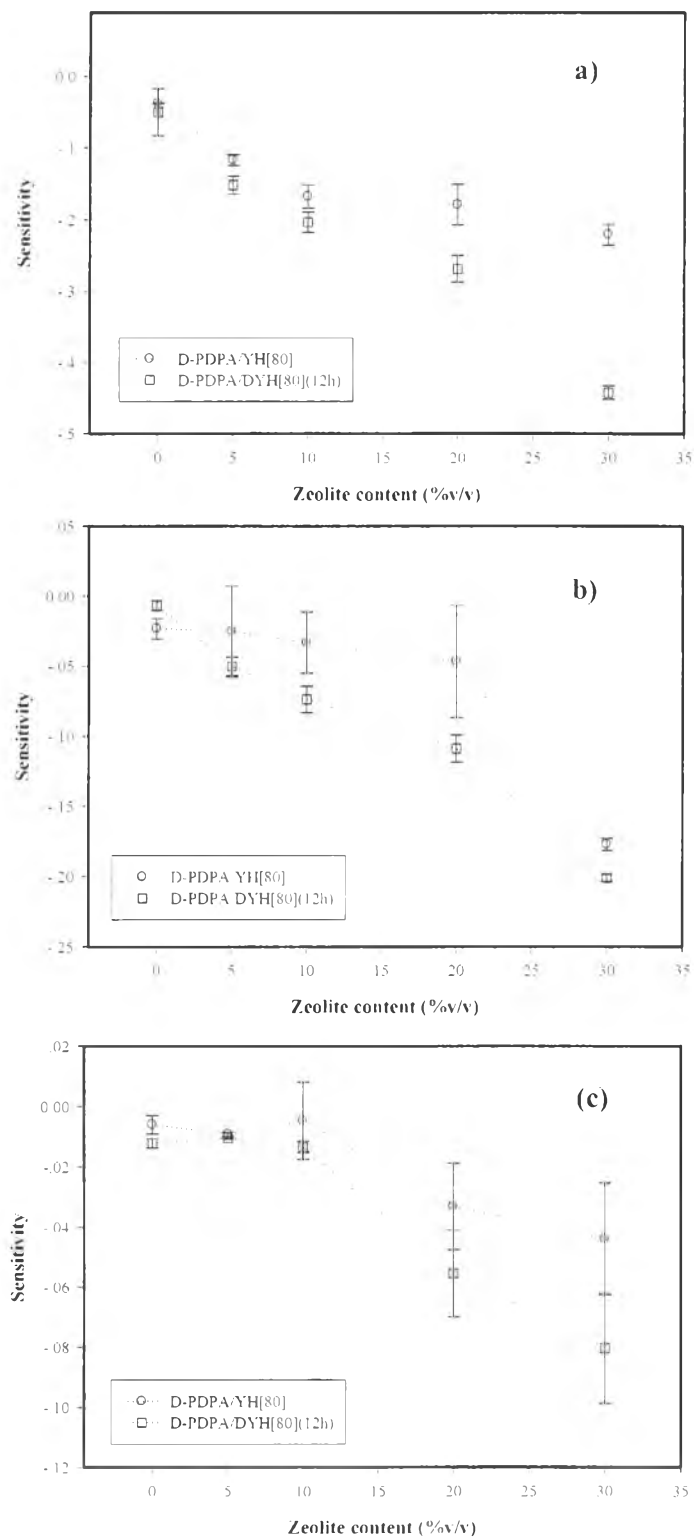 a)
0.0
-.1
-.2
-.3
-.4
-.5
Sensitivity
D-PDPA/YH[80]
D-PDPA/DYH[80](12h)
0 5 10 15 20 25 30 35
Zeolite content (%v/v)
b)
.05
0.00
-.05
-.10
-.15
-.20
-.25
Sensitivity
D-PDPA YH[80]
D-PDPA DYH[80](12h)
0 5 10 15 20 25 30 35
Zeolite content (%v/v)
(c)
.02
0.00
-.02
-.04
-.06
-.08
-.10
-.12
Sensitivity
D-PDPA/YH[80]
D-PDPA/DYH[80](12h)
0 5 10 15 20 25 30 35
Zeolite content (%v/v)